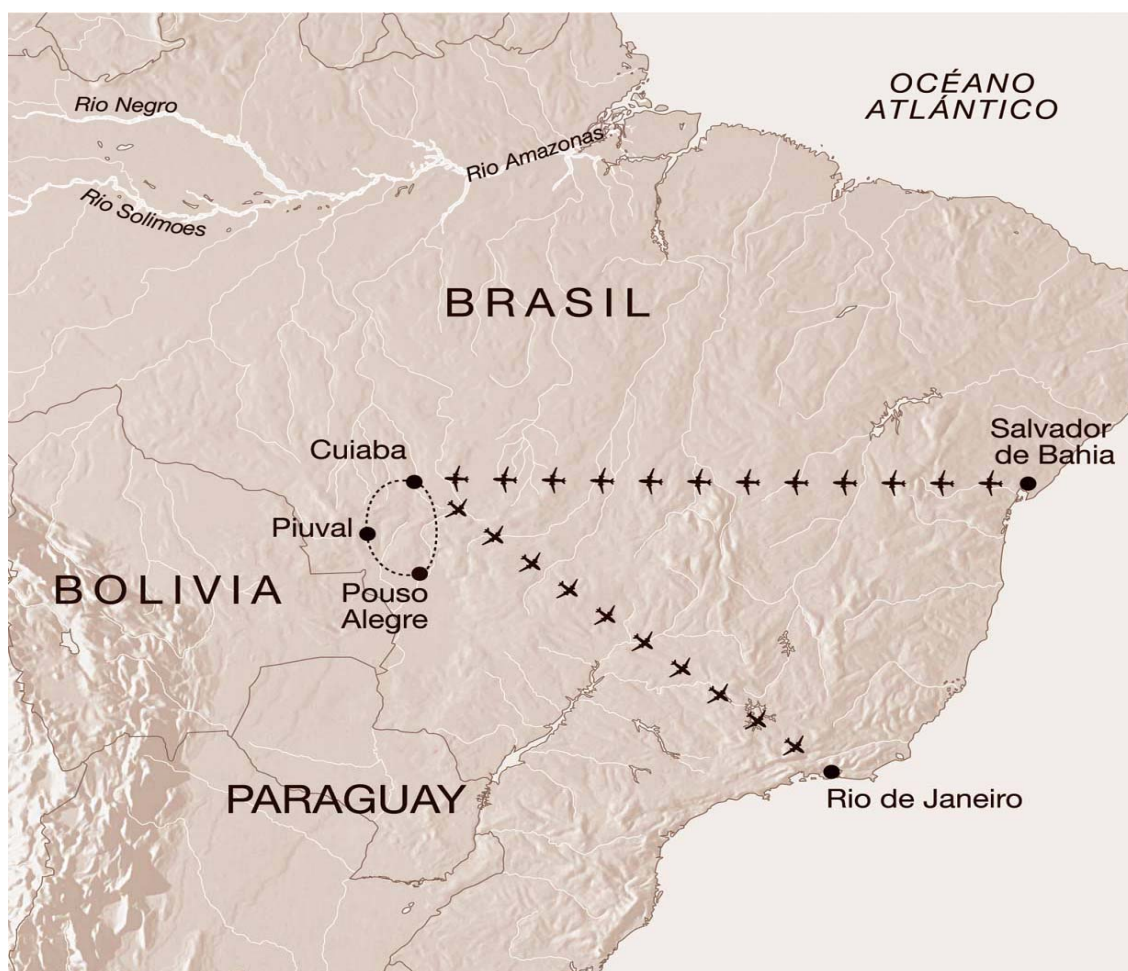 OCÉANO
ATLÁNTICO
Rio Negro
Rio Amazonas
Rio Solimoes
BRASIL
Cuiaba
Salvador
de Bahia
Piuval
BOLIVIA
Pouso
Alegre
PARAGUAY
Rio de Janeiro